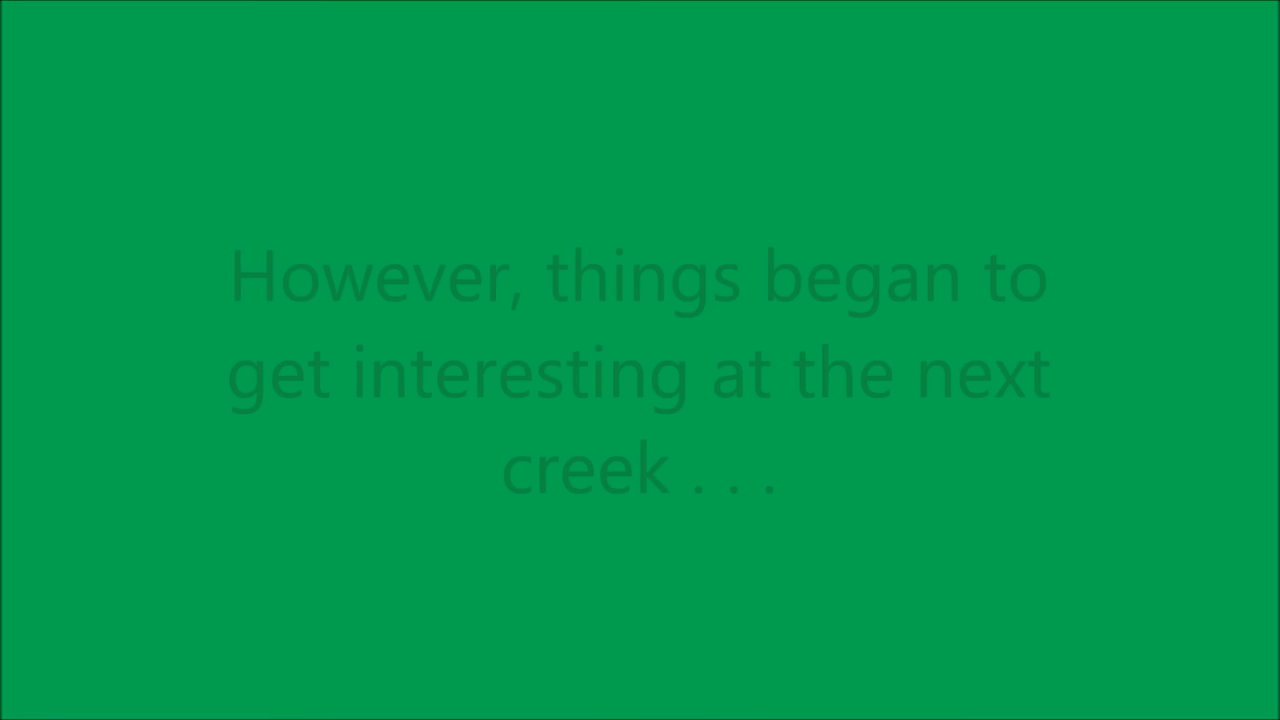 However, things began to
get interesting at the next
creek . . .